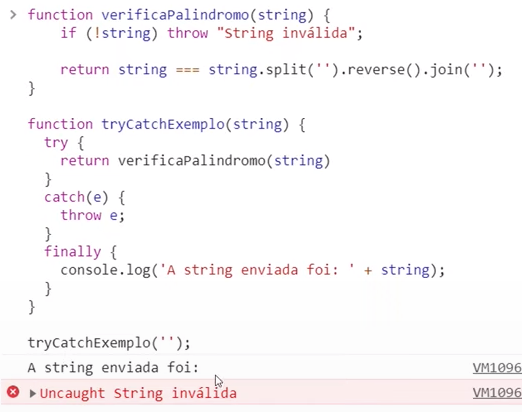 function verificaPalindromo(string) {
if (!string) throw "String inválida";
return string === string.split('').reverse().join('');
}
function tryCatchExemplo(string) {
try {
return verificaPalindromo(string)
}
catch(e) {
throw e;
}
finally {
console.log('A string enviada foi: ' + string);
}
}
tryCatchExemplo('');
A string enviada foi: VM1096
Uncaught String inválida VM1096